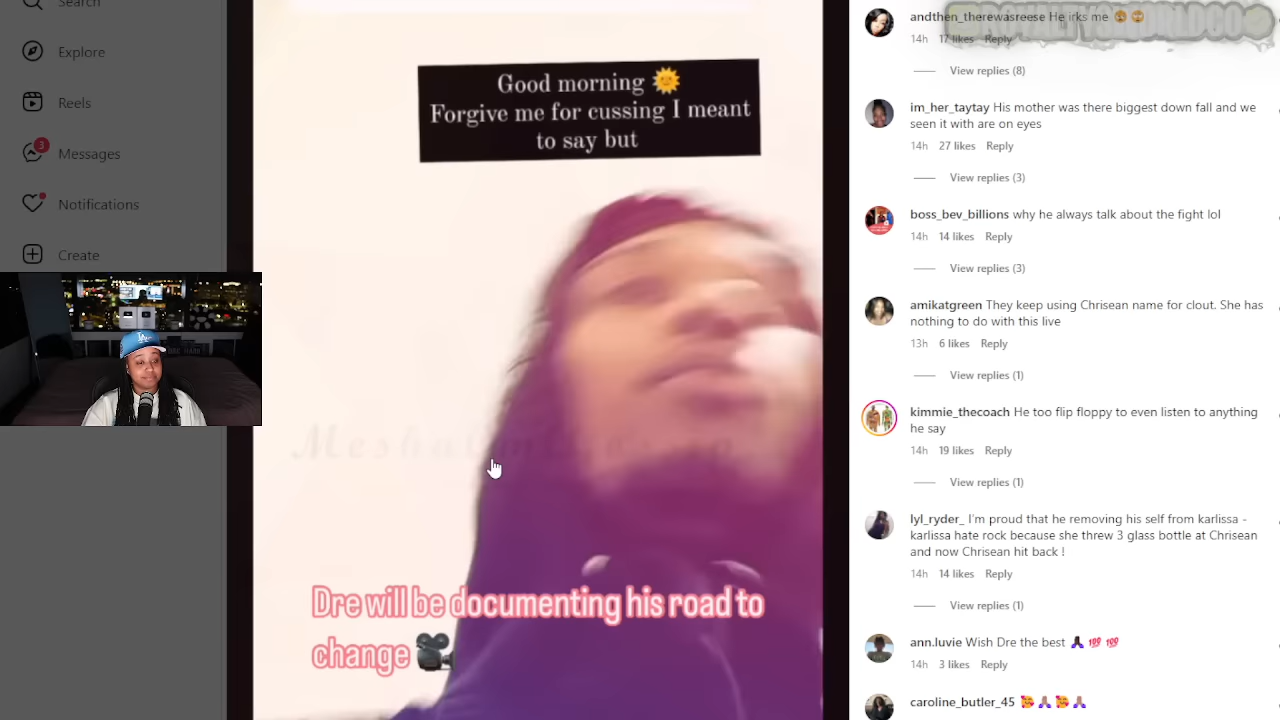 Search
Explore
Reels
3
Messages
Notifications
Create
Good morning 🌞
Forgive me for cussing I meant
to say but
Dre will be documenting his road to
change 🎥
andthen_therewasreese He irks me
14h 17 likes Reply
View replies (8)
im_her_taytay His mother was there biggest down fall and we
seen it with are on eyes
14h 27 likes Reply
View replies (3)
boss_bev_billions why he always talk about the fight lol
14h 14 likes Reply
View replies (3)
amikatgreen They keep using Chrisean name for clout. She has
nothing to do with this live
13h 6 likes Reply
View replies (1)
kimmie_thecoach He too flip floppy to even listen to anything
he say
14h 19 likes Reply
View replies (1)
lyl_ryder_ I'm proud that he removing his self from karlissa -
karlissa hate rock because she threw 3 glass bottle at Chrisean
and now Chrisean hit back !
14h 14 likes Reply
View replies (1)
ann.luvie Wish Dre the best 🙏🏿 💯 💯
14h 3 likes Reply
caroline_butler_45 🥰🙏🏽🥰🙏🏽